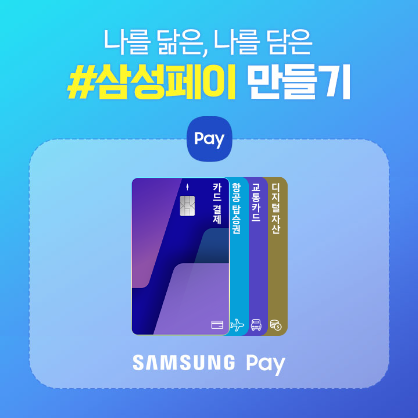 나를 닮은, 나를 담은
#삼성페이 만들기
Pay
카드 결제
항공 탑승권
교통카드
디지털 자산
SAMSUNG Pay